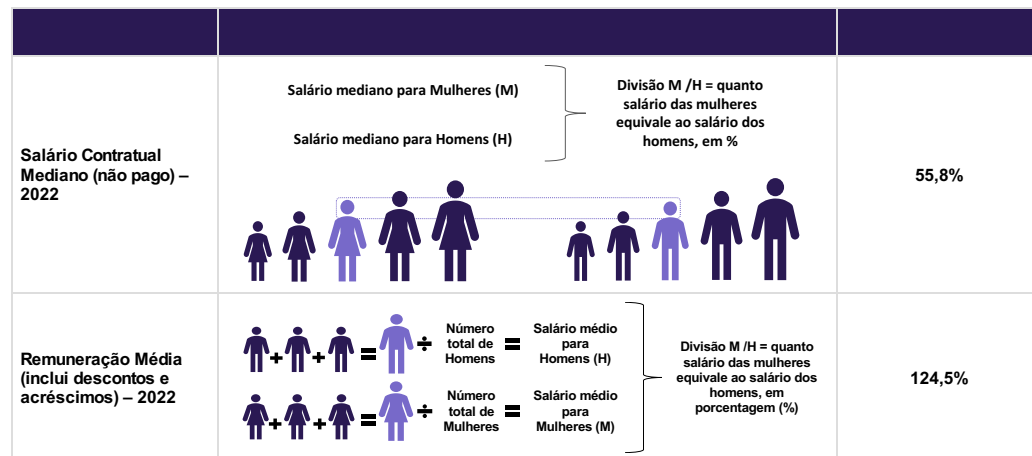 Salário Contratual
Mediano (não pago) –
2022
Salário mediano para Mulheres (M)
Salário mediano para Homens (H)
Divisão M /H = quanto
salário das mulheres
equivale ao salário dos
homens, em %
55,8%
Remuneração Média
(inclui descontos e
acréscimos) – 2022
+ + = ÷
Número
total de
Homens
=
Salário médio
para
Homens (H)
+ + = ÷
Número
total de
Mulheres
=
Salário médio
para
Mulheres (M)
Divisão M /H = quanto
salário das mulheres
equivale ao salário dos
homens, em
porcentagem (%)
124,5%